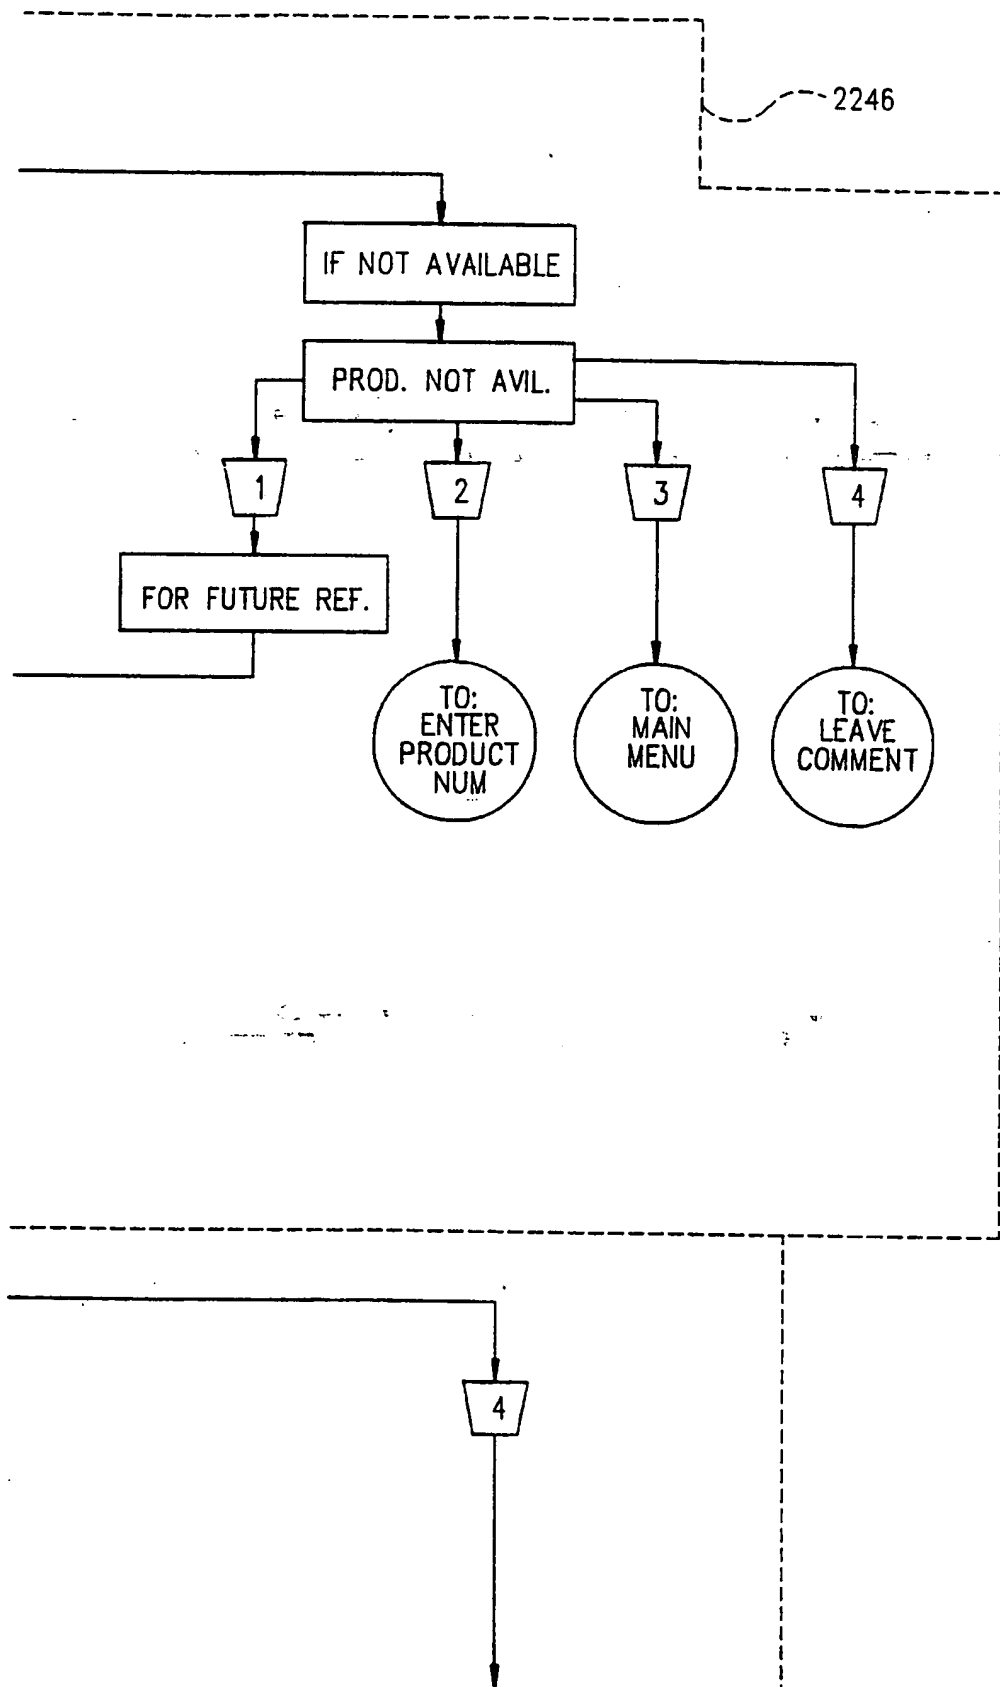 2246
IF NOT AVAILABLE
PROD. NOT AVIL.
1
2
3
4
FOR FUTURE REF.
TO:
ENTER
PRODUCT
NUM
TO:
MAIN
MENU
TO:
LEAVE
COMMENT
4